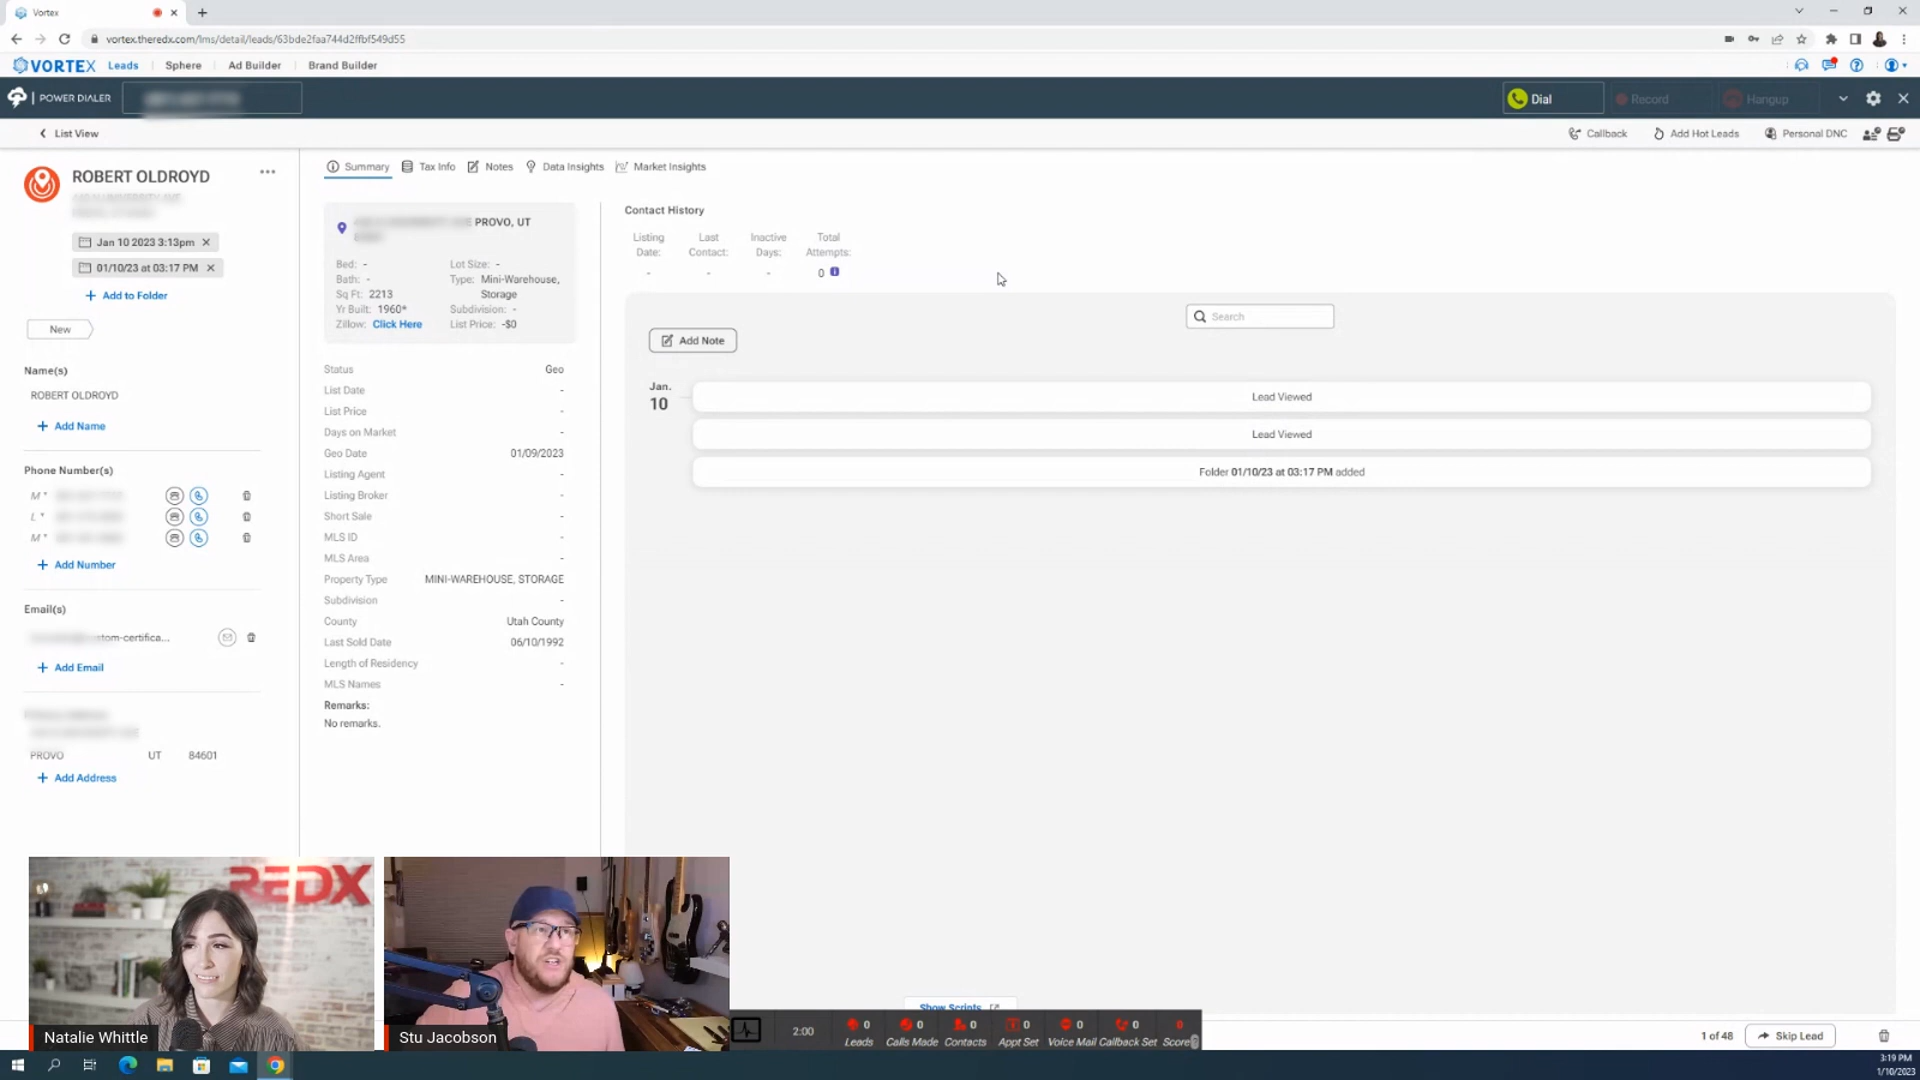 Vortex
vortex.theredx.com/lms/detail/leads/63bde2faa744d2ffbf549d55
VORTEX Leads Sphere Ad Builder Brand Builder
POWER DIALER
Dial
Record
Hangup
List View
Callback
Add Hot Leads
Personal DNC
ROBERT OLDROYD
Jan 10 2023 3:13pm
01/10/23 at 03:17 PM
Add to Folder
New
Name(s)
ROBERT OLDROYD
Add Name
Phone Number(s)
M *
L *
M *
Add Number
Email(s)
stom-certifica...
Add Email
PROVO UT 84601
Add Address
Summary Tax Info Notes Data Insights Market Insights
PROVO, UT
Bed: - Lot Size: -
Bath: - Type: Mini-Warehouse,
Sq Ft: 2213 Storage
Yr Built: 1960* Subdivision: -
Zillow: Click Here List Price: -$0
Status Geo
List Date -
List Price -
Days on Market -
Geo Date 01/09/2023
Listing Agent -
Listing Broker -
Short Sale -
MLS ID -
MLS Area -
Property Type MINI-WAREHOUSE, STORAGE
Subdivision -
County Utah County
Last Sold Date 06/10/1992
Length of Residency -
MLS Names -
Remarks:
No remarks.
Contact History
Listing Date: Last Contact: Inactive Days: Total Attempts:
- - - 0
Search
Add Note
Jan. 10
Lead Viewed
Lead Viewed
Folder 01/10/23 at 03:17 PM added
Show Scripts
REDX
Natalie Whittle
Stu Jacobson
2:00
0 0 0 0 0 0 0
Leads Calls Made Contacts Appt Set Voice Mail Callback Set Score
1 of 48
Skip Lead
3:19 PM
1/10/2023